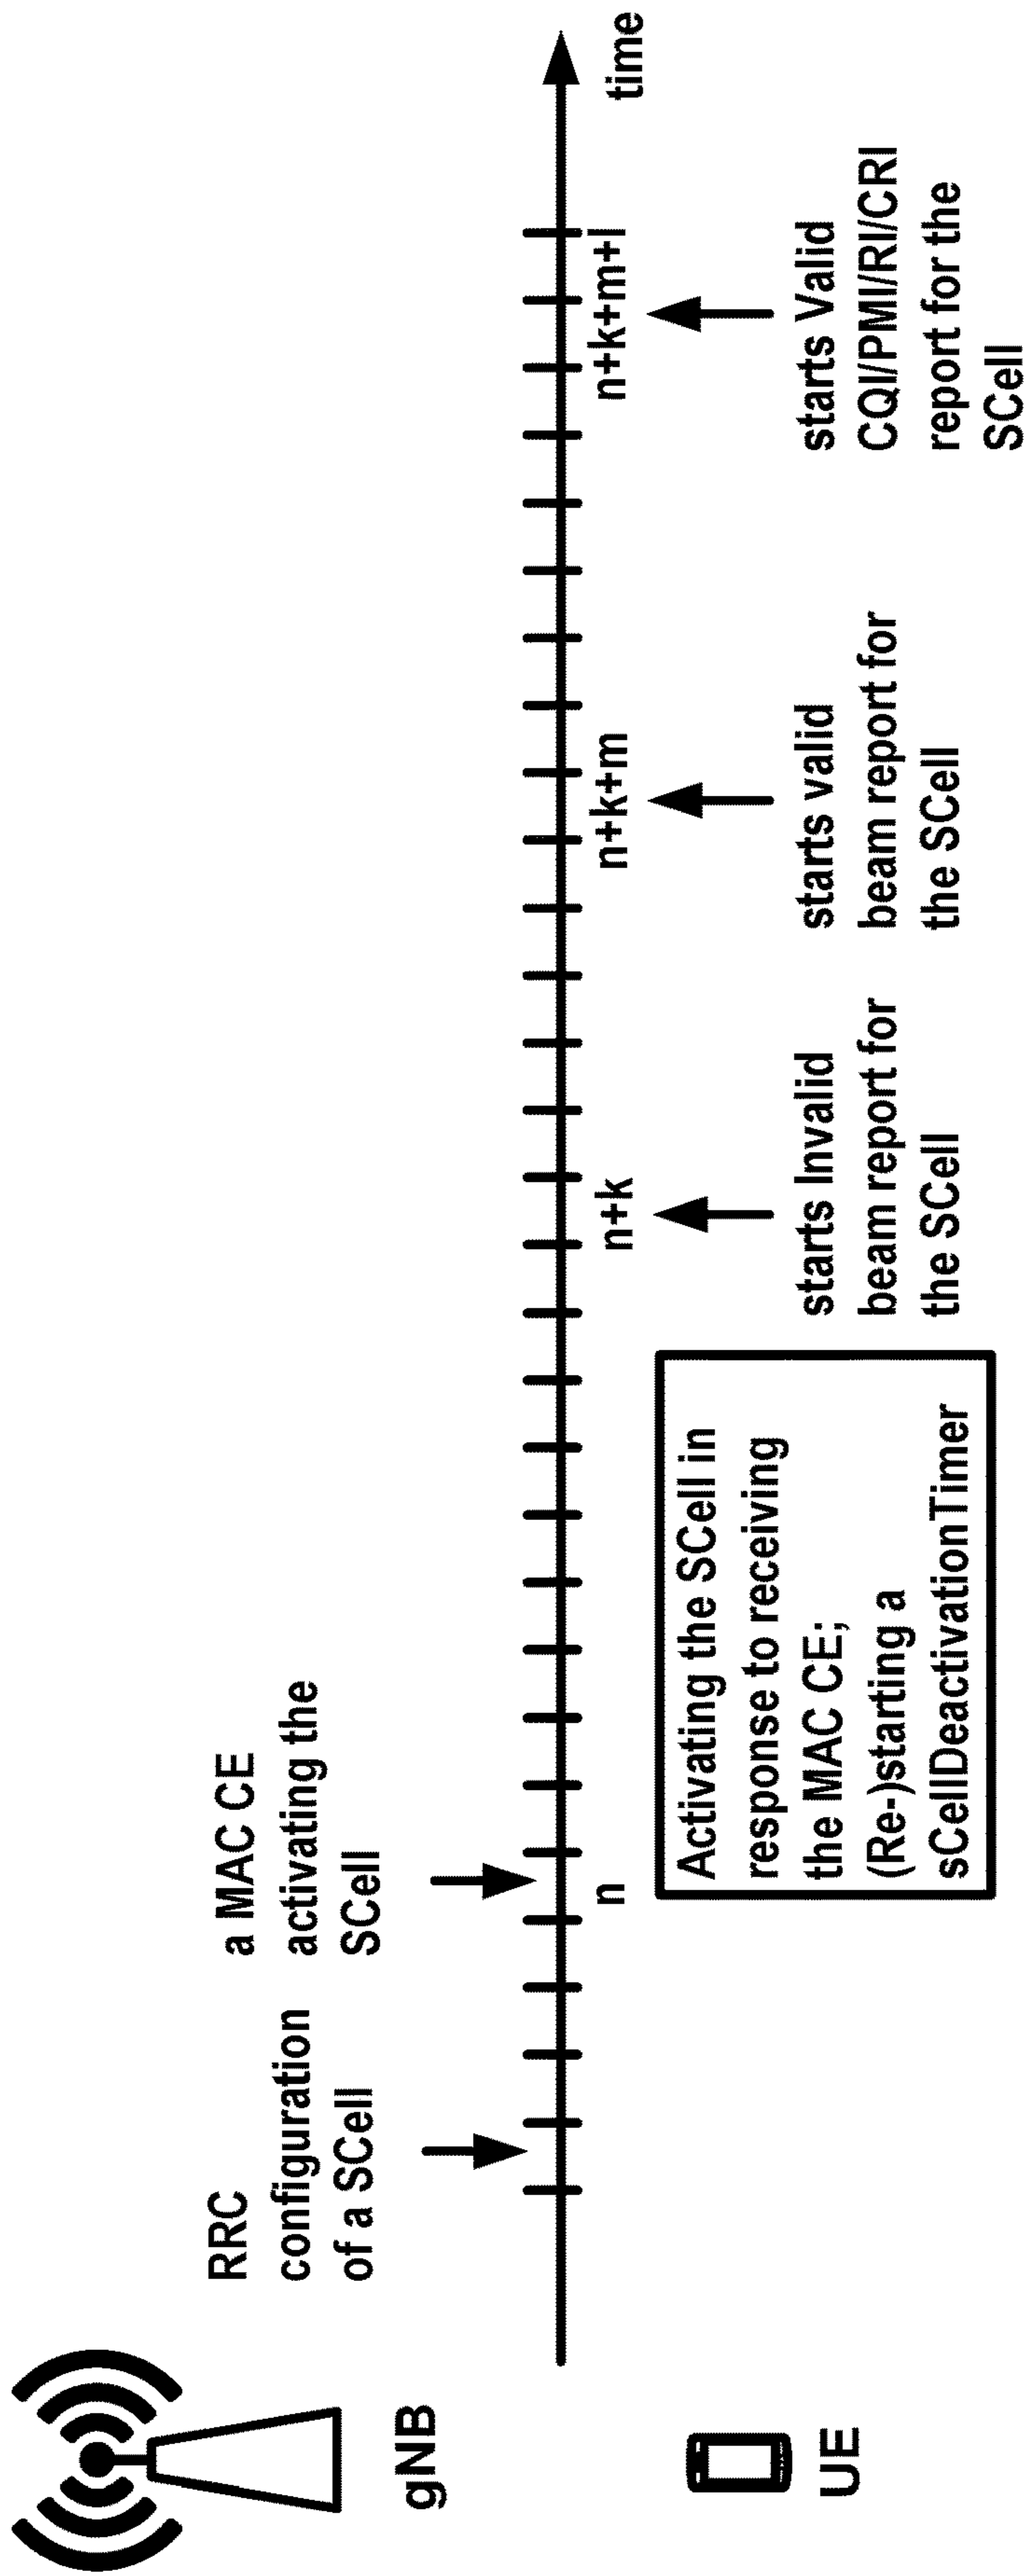 gNB
RRC
configuration
of a SCell
a MAC CE
activating the
SCell
n
n+k
n+k+m
n+k+m+l
time
UE
Activating the SCell in
response to receiving
the MAC CE;
(Re-)starting a
sCellDeactivationTimer
starts Invalid
beam report for
the SCell
starts valid
beam report for
the SCell
starts Valid
CQI/PMI/RI/CRI
report for the
SCell